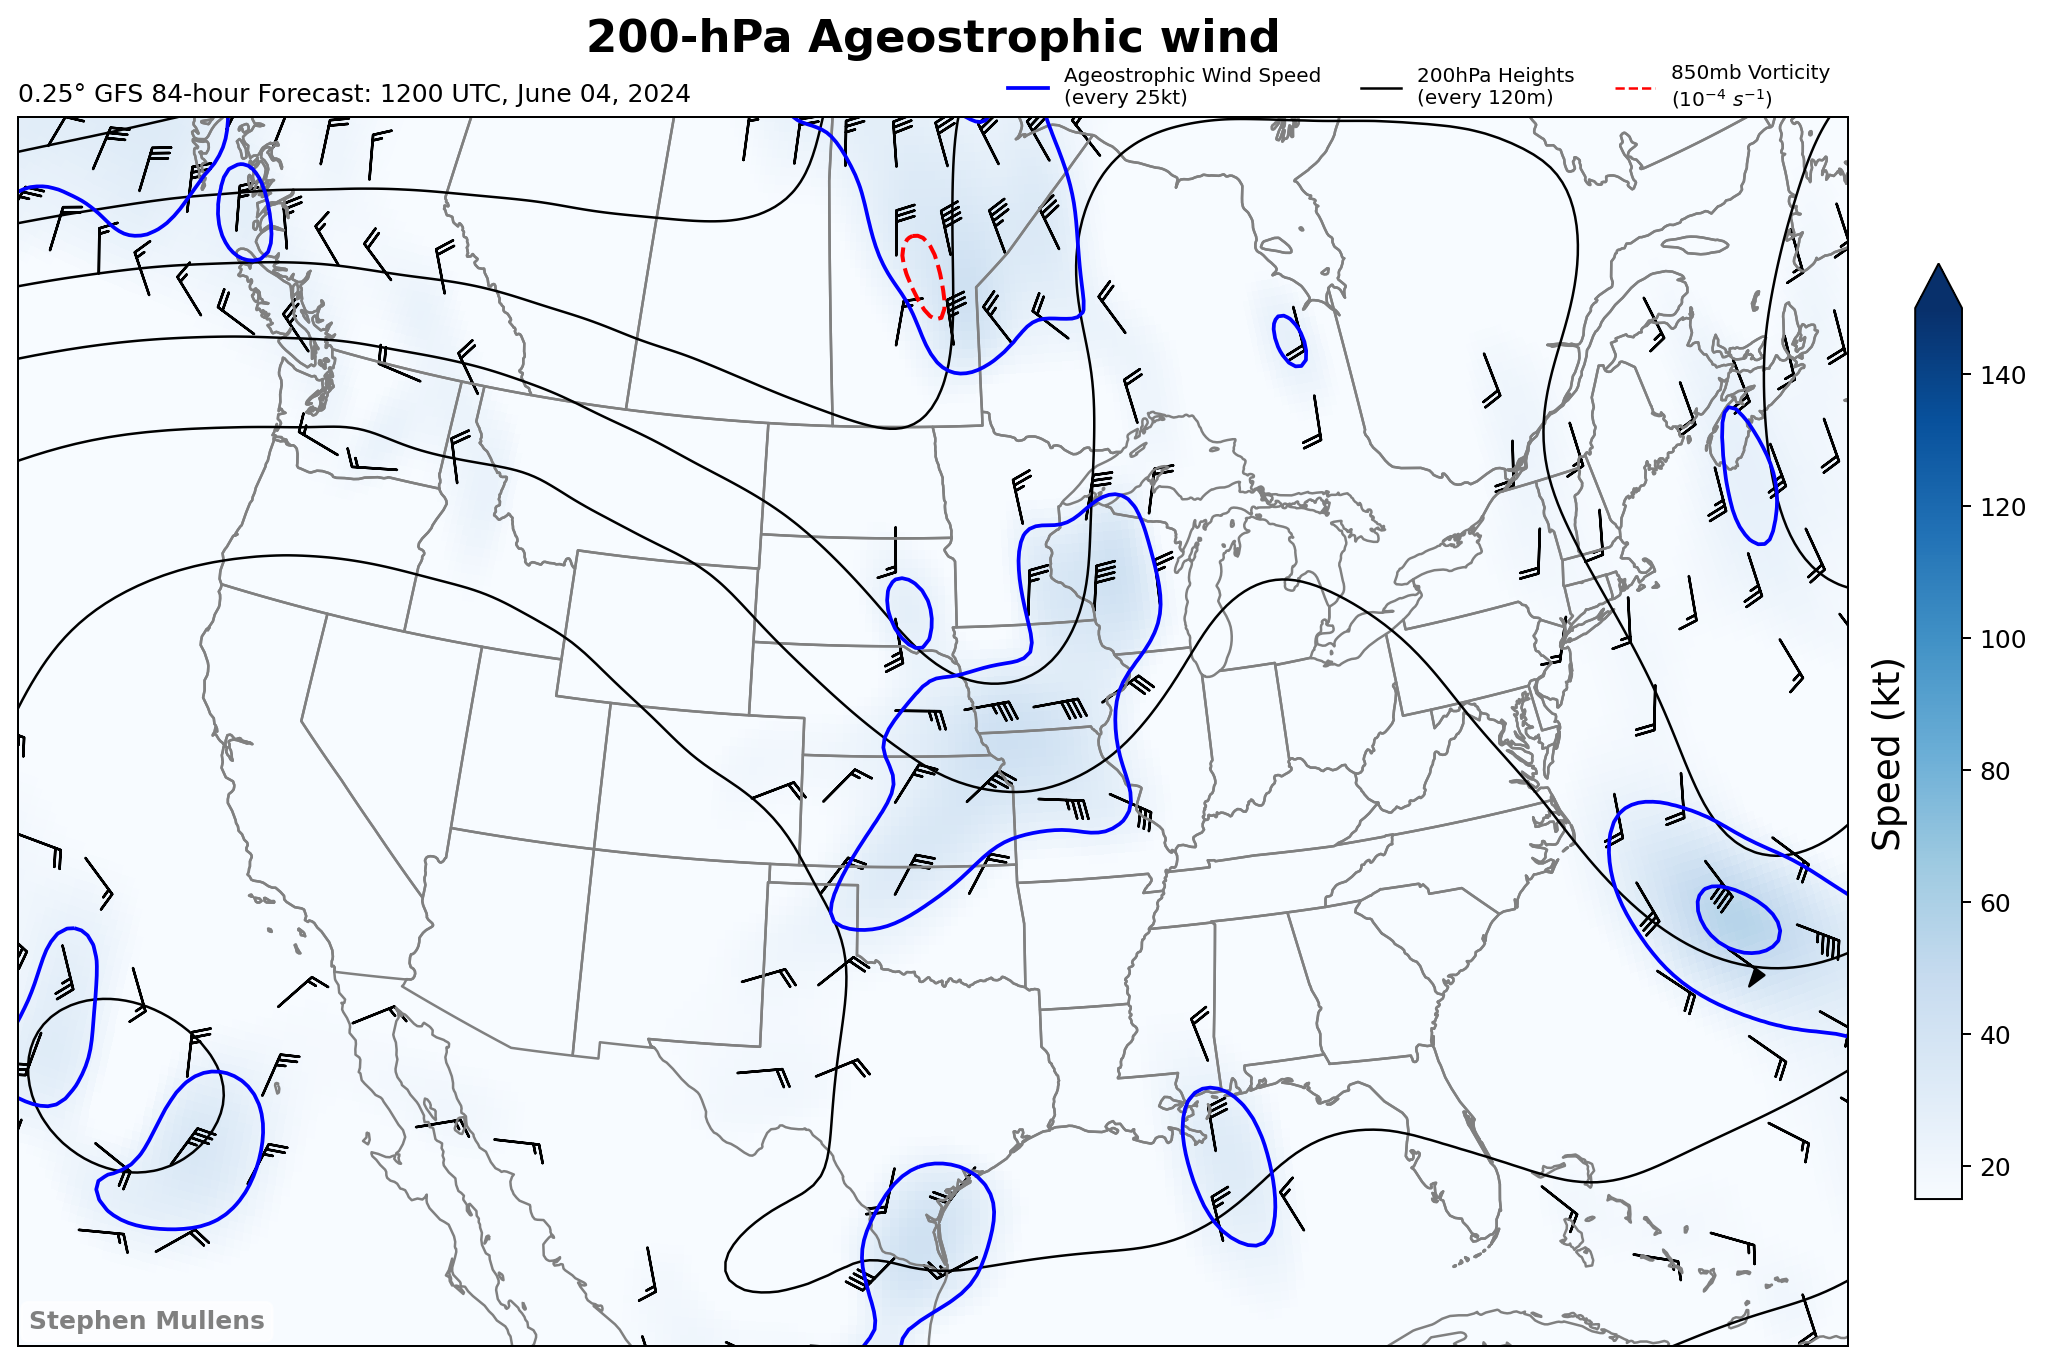 200-hPa Ageostrophic wind
0.25° GFS 84-hour Forecast: 1200 UTC, June 04, 2024
Ageostrophic Wind Speed
(every 25kt)
200hPa Heights
(every 120m)
850mb Vorticity
(10⁻⁴ s⁻¹)
140
120
100
80
60
40
20
Speed (kt)
Stephen Mullens